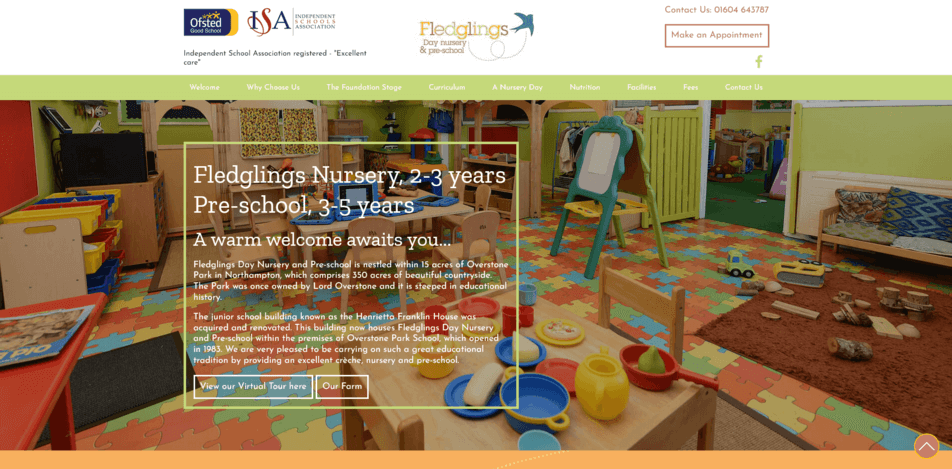 Ofsted
Good School
ISA INDEPENDENT
SCHOOLS
ASSOCIATION
Independent School Association registered - "Excellent
care"
Fledglings
Day nursery
& pre-school
Contact Us: 01604 643787
Make an Appointment
Welcome Why Choose Us The Foundation Stage Curriculum A Nursery Day Nutrition Facilities Fees Contact Us
Fledglings Nursery, 2-3 years
Pre-school, 3-5 years
A warm welcome awaits you...
Fledglings Day Nursery and Pre-school is nestled within 15 acres of Overstone
Park in Northampton, which comprises 350 acres of beautiful countryside.
The Park was once owned by Lord Overstone and it is steeped in educational
history.
The junior school building known as the Henrietta Franklin House was
acquired and renovated. This building now houses Fledglings Day Nursery
and Pre-school within the premises of Overstone Park School, which opened
in 1983. We are very pleased to be carrying on such a great educational
tradition by providing an excellent crèche, nursery and pre-school.
View our Virtual Tour here Our Farm